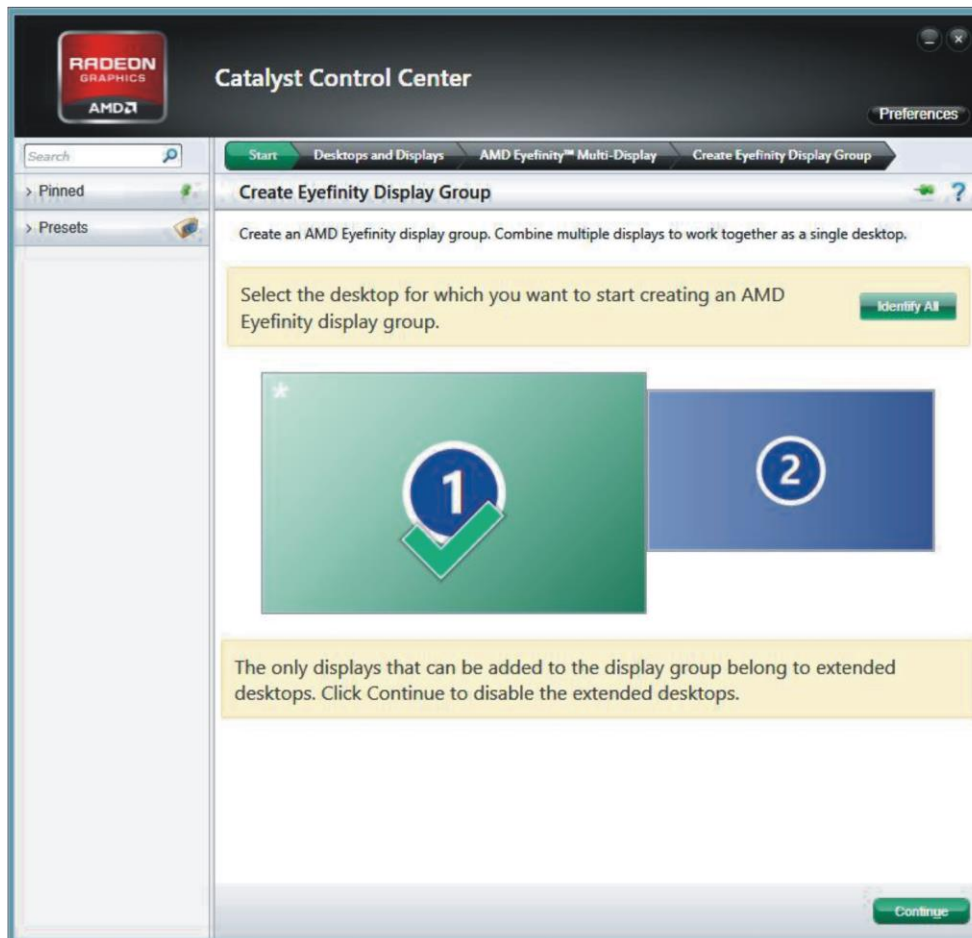 RADEON
GRAPHICS
AMD
Catalyst Control Center
Preferences
Search
Start
Desktops and Displays
AMD Eyefinity™ Multi-Display
Create Eyefinity Display Group
> Pinned
Create Eyefinity Display Group
?
> Presets
Create an AMD Eyefinity display group. Combine multiple displays to work together as a single desktop.
Select the desktop for which you want to start creating an AMD
Eyefinity display group.
Identify All
*
1
2
The only displays that can be added to the display group belong to extended
desktops. Click Continue to disable the extended desktops.
Continue